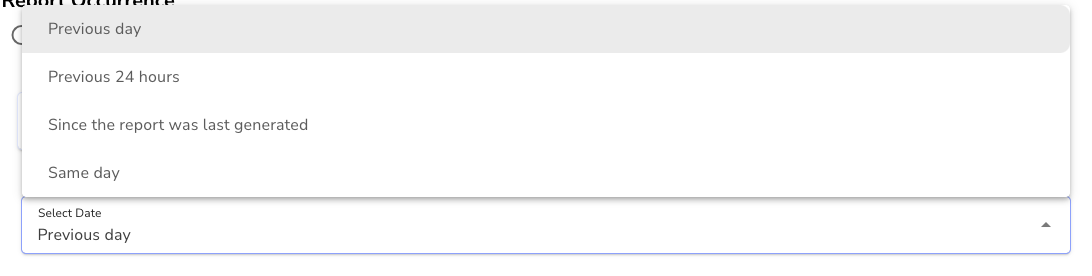 Report Occurrence
Previous day
Previous 24 hours
Since the report was last generated
Same day
Select Date
Previous day